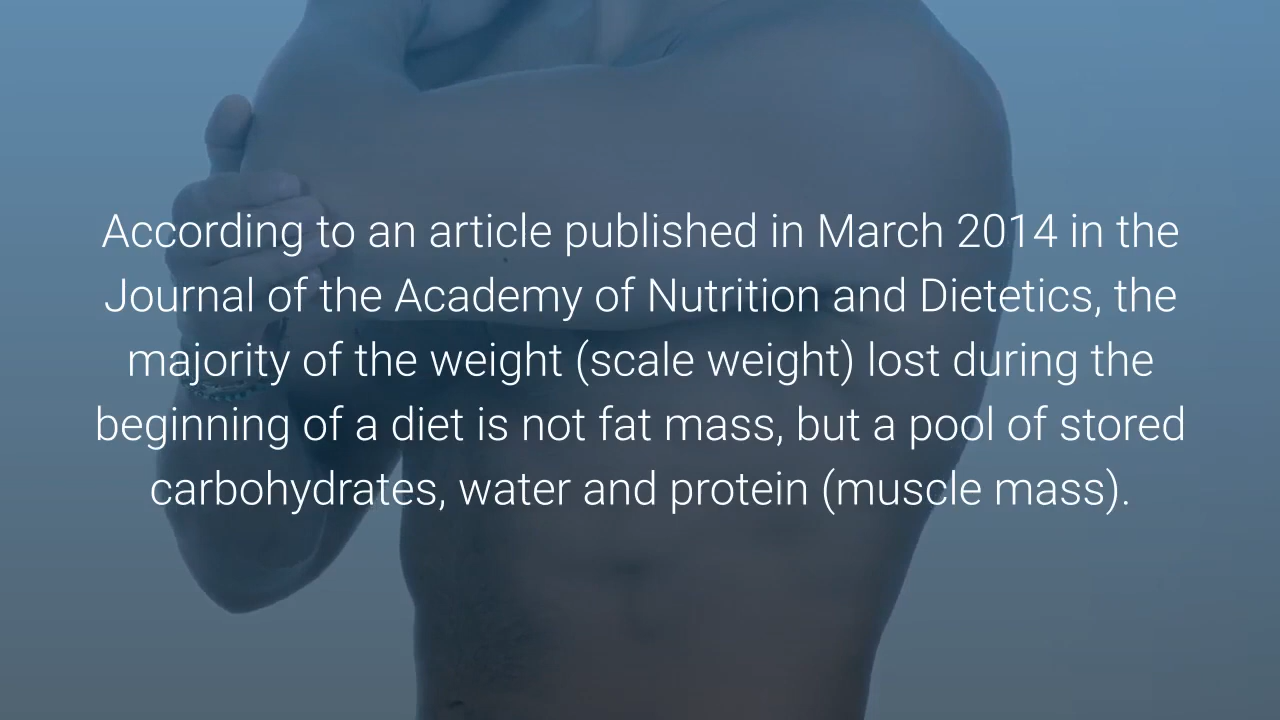 According to an article published in March 2014 in the
Journal of the Academy of Nutrition and Dietetics, the
majority of the weight (scale weight) lost during the
beginning of a diet is not fat mass, but a pool of stored
carbohydrates, water and protein (muscle mass).